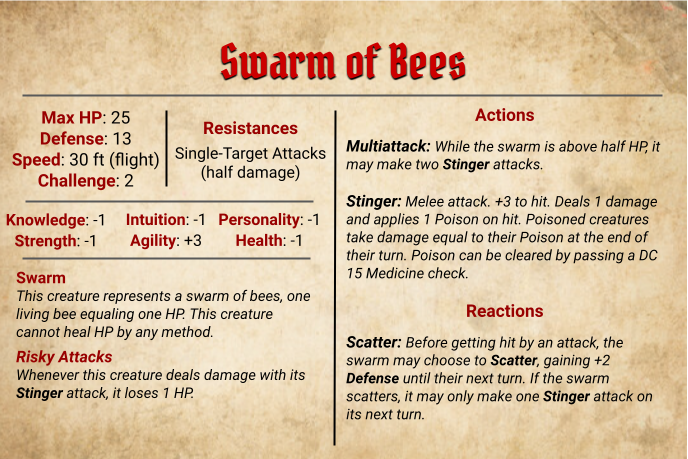 Swarm of Bees
Max HP: 25
Defense: 13
Speed: 30 ft (flight)
Challenge: 2
Resistances
Single-Target Attacks
(half damage)
Knowledge: -1 Intuition: -1 Personality: -1
Strength: -1 Agility: +3 Health: -1
Swarm
This creature represents a swarm of bees, one
living bee equaling one HP. This creature
cannot heal HP by any method.
Risky Attacks
Whenever this creature deals damage with its
Stinger attack, it loses 1 HP.
Actions
Multiattack: While the swarm is above half HP, it
may make two Stinger attacks.
Stinger: Melee attack. +3 to hit. Deals 1 damage
and applies 1 Poison on hit. Poisoned creatures
take damage equal to their Poison at the end of
their turn. Poison can be cleared by passing a DC
15 Medicine check.
Reactions
Scatter: Before getting hit by an attack, the
swarm may choose to Scatter, gaining +2
Defense until their next turn. If the swarm
scatters, it may only make one Stinger attack on
its next turn.